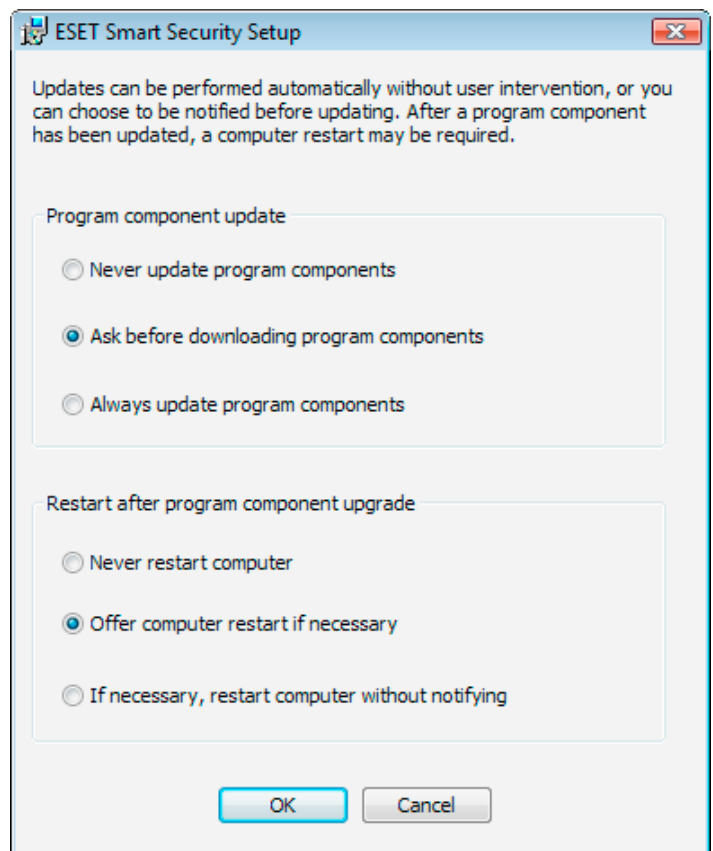 ESET Smart Security Setup
Updates can be performed automatically without user intervention, or you
can choose to be notified before updating. After a program component
has been updated, a computer restart may be required.
Program component update
Never update program components
Ask before downloading program components
Always update program components
Restart after program component upgrade
Never restart computer
Offer computer restart if necessary
If necessary, restart computer without notifying
OK
Cancel